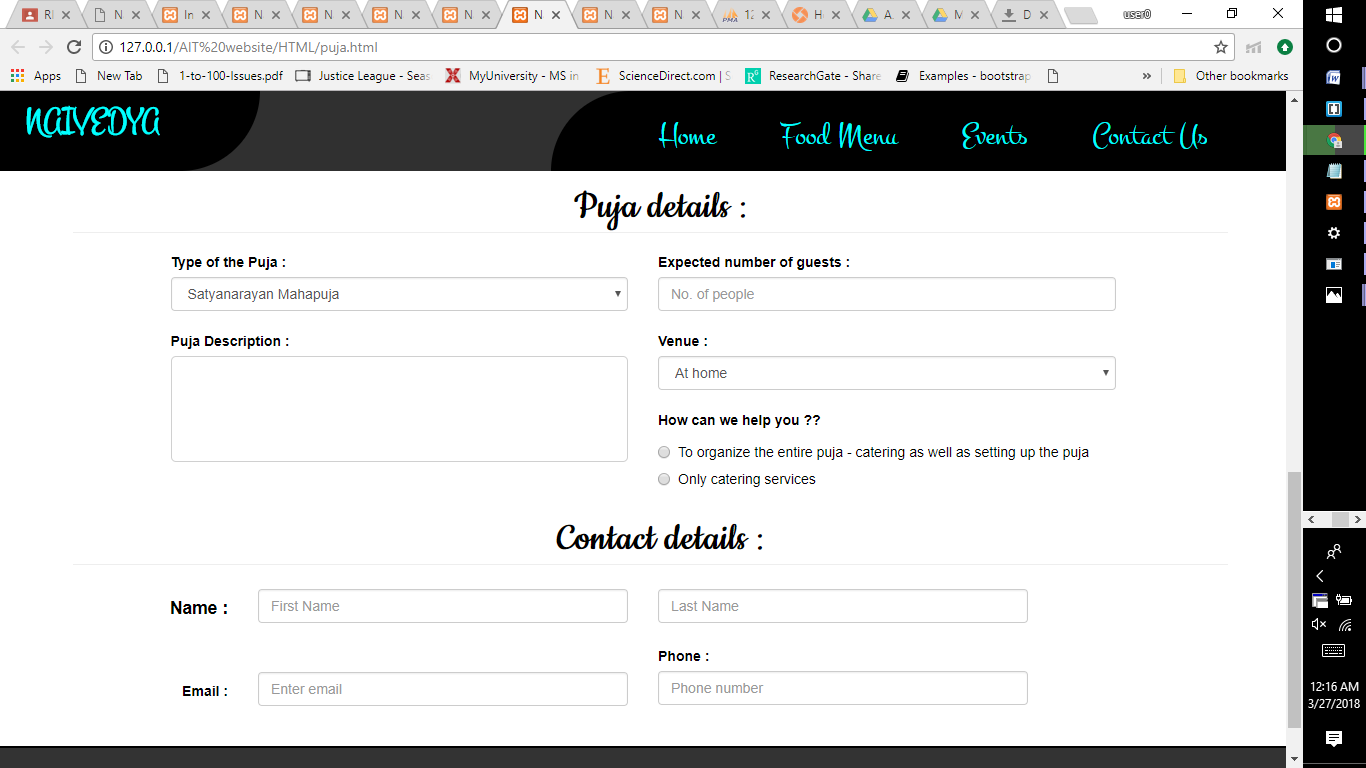 RI N In N N N N N N N 12 H A. M D user0
127.0.0.1/AIT%20website/HTML/puja.html
Apps New Tab 1-to-100-Issues.pdf Justice League - Seas MyUniversity - MS in ScienceDirect.com | S ResearchGate - Share Examples - bootstrap » Other bookmarks
NAIVEDYA
Home Food Menu Events Contact Us
Puja details :
Type of the Puja : Expected number of guests :
Satyanarayan Mahapuja No. of people
Puja Description : Venue :
At home
How can we help you ??
To organize the entire puja - catering as well as setting up the puja
Only catering services
Contact details :
Name : First Name Last Name
Phone :
Email : Enter email Phone number
12:16 AM
3/27/2018